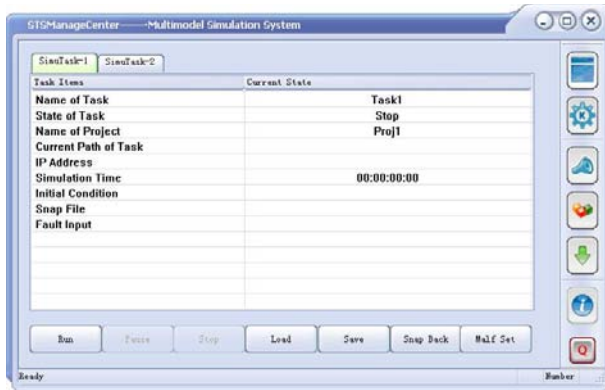 STSManageCenter——Multimodel Simulation System
SimuTask-1 SimuTask-2
Task Items Current State
Name of Task Task1
State of Task Stop
Name of Project Proj1
Current Path of Task
IP Address
Simulation Time 00:00:00:00
Initial Condition
Snap File
Fault Input
Run Pause Stop Load Save Snap Back Malf Set
K
i
Q
Ready Number